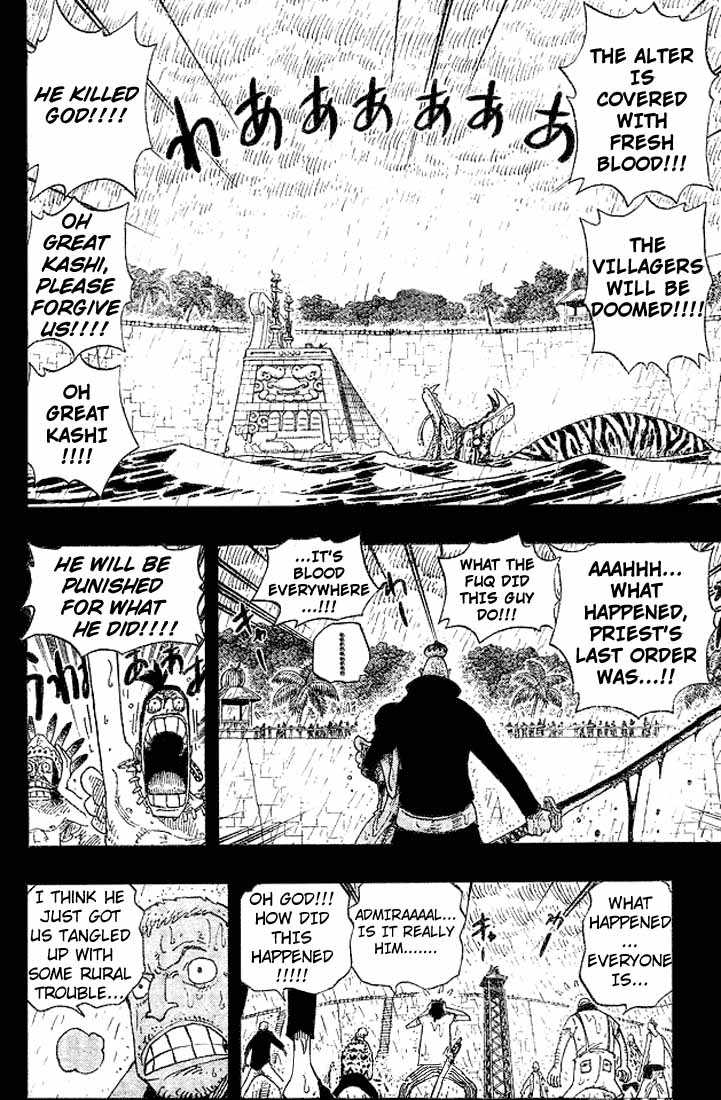 THE ALTER
IS
COVERED
WITH
FRESH
BLOOD!!!
わあああああ
HE KILLED
GOD!!!!
THE
VILLAGERS
WILL BE
DOOMED!!!!
OH
GREAT
KASHI,
PLEASE
FORGIVE
US!!!!
OH
GREAT
KASHI
!!!!
AAAHHH...
WHAT
HAPPENED,
PRIEST'S
LAST ORDER
WAS...!!
WHAT THE
FUQ DID
THIS GUY
DO!!!
...IT'S
BLOOD
EVERYWHERE
...!!!
HE WILL BE
PUNISHED
FOR WHAT
HE DID!!!!
うわああああ
WHAT
HAPPENED
...
EVERYONE
IS...
ADMIRAAAAL...
IS IT REALLY
HIM.......
OH GOD!!!
HOW DID
THIS
HAPPENED
!!!!!
I THINK HE
JUST GOT
US TANGLED
UP WITH
SOME RURAL
TROUBLE...